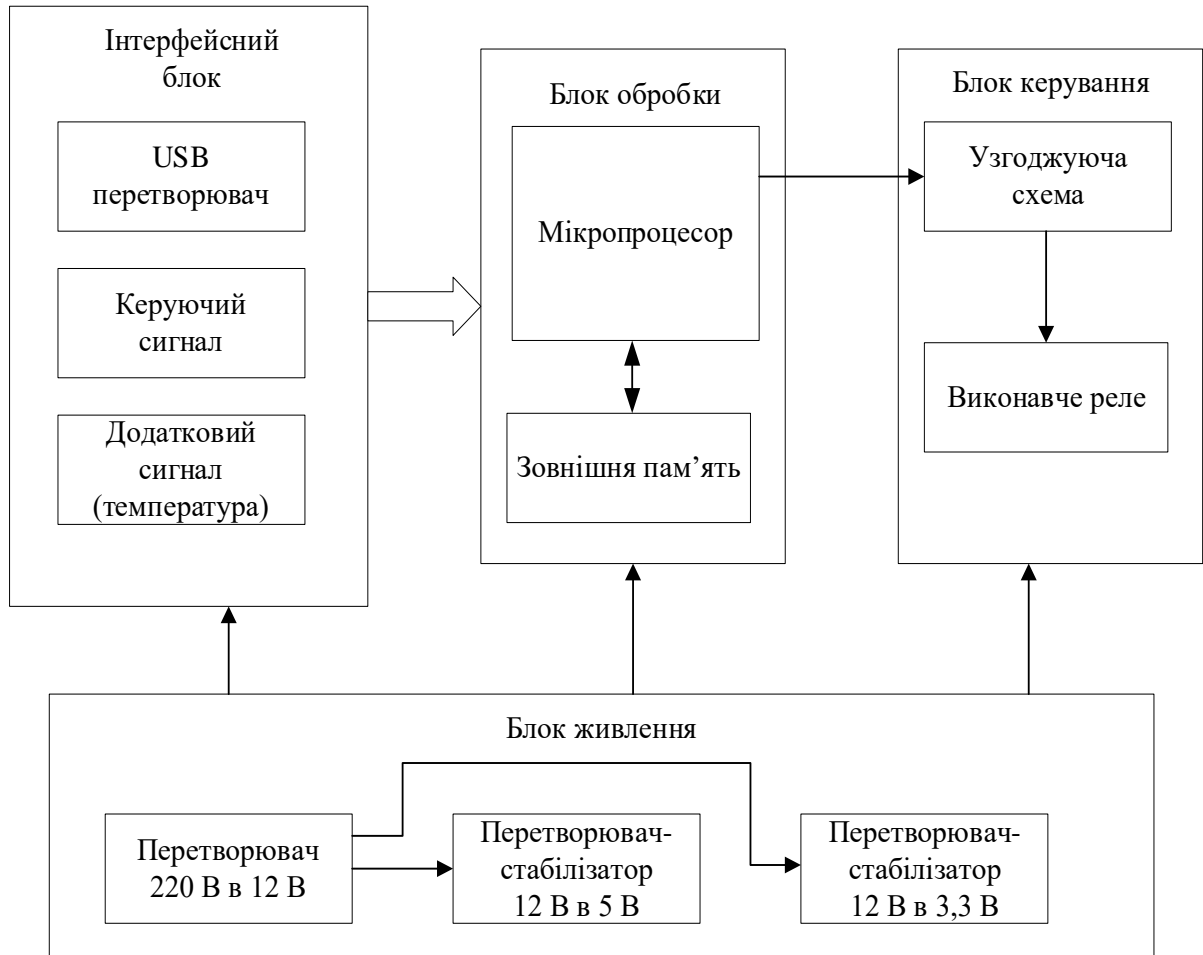 Інтерфейсний
блок
USB
перетворювач
Керуючий
сигнал
Додатковий
сигнал
(температура)
Блок обробки
Мікропроцесор
Зовнішня пам’ять
Блок керування
Узгоджуюча
схема
Виконавче реле
Блок живлення
Перетворювач
220 В в 12 В
Перетворювач-
стабілізатор
12 В в 5 В
Перетворювач-
стабілізатор
12 В в 3,3 В